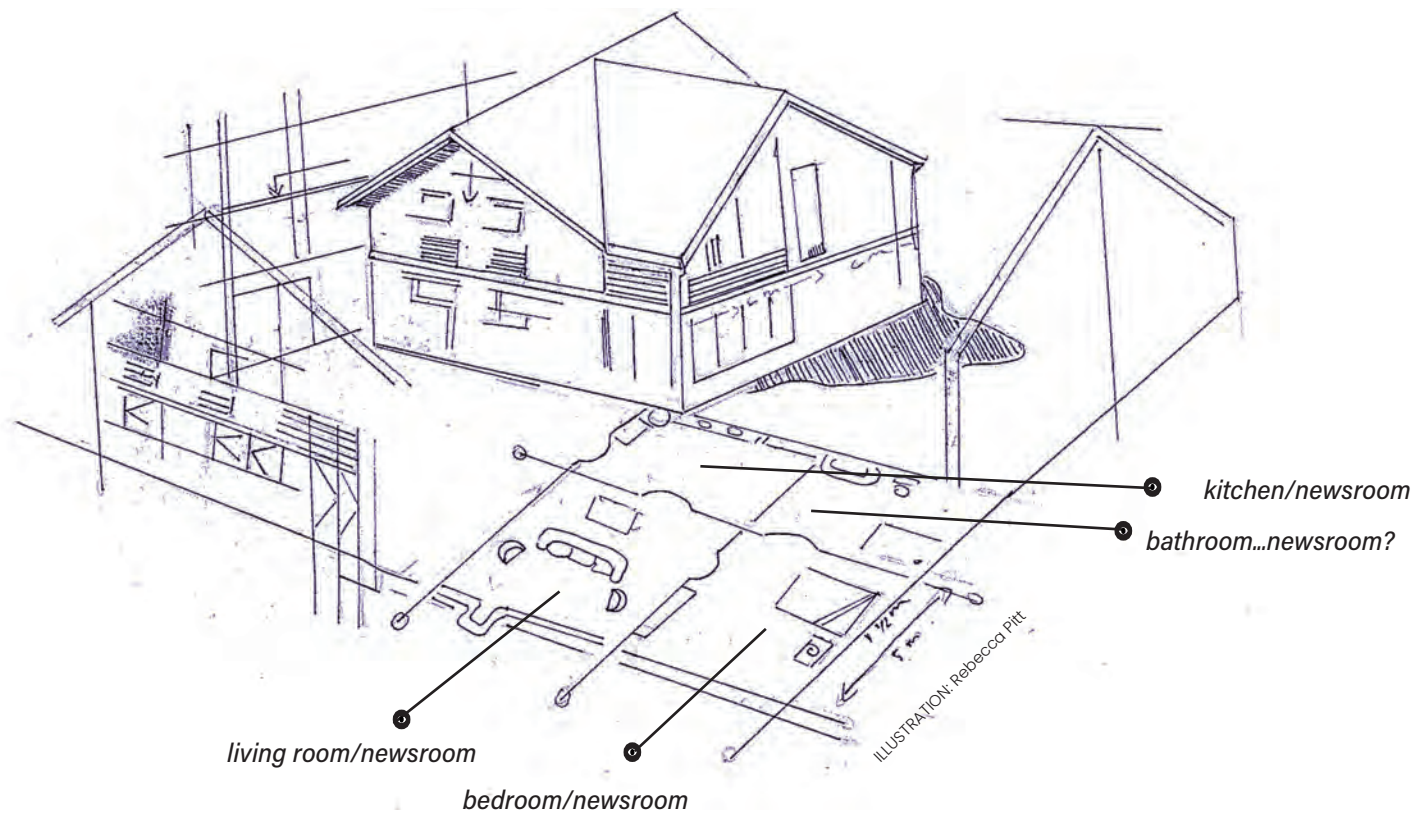 kitchen/newsroom
bathroom...newsroom?
living room/newsroom
bedroom/newsroom
ILLUSTRATION: Rebecca Pitt